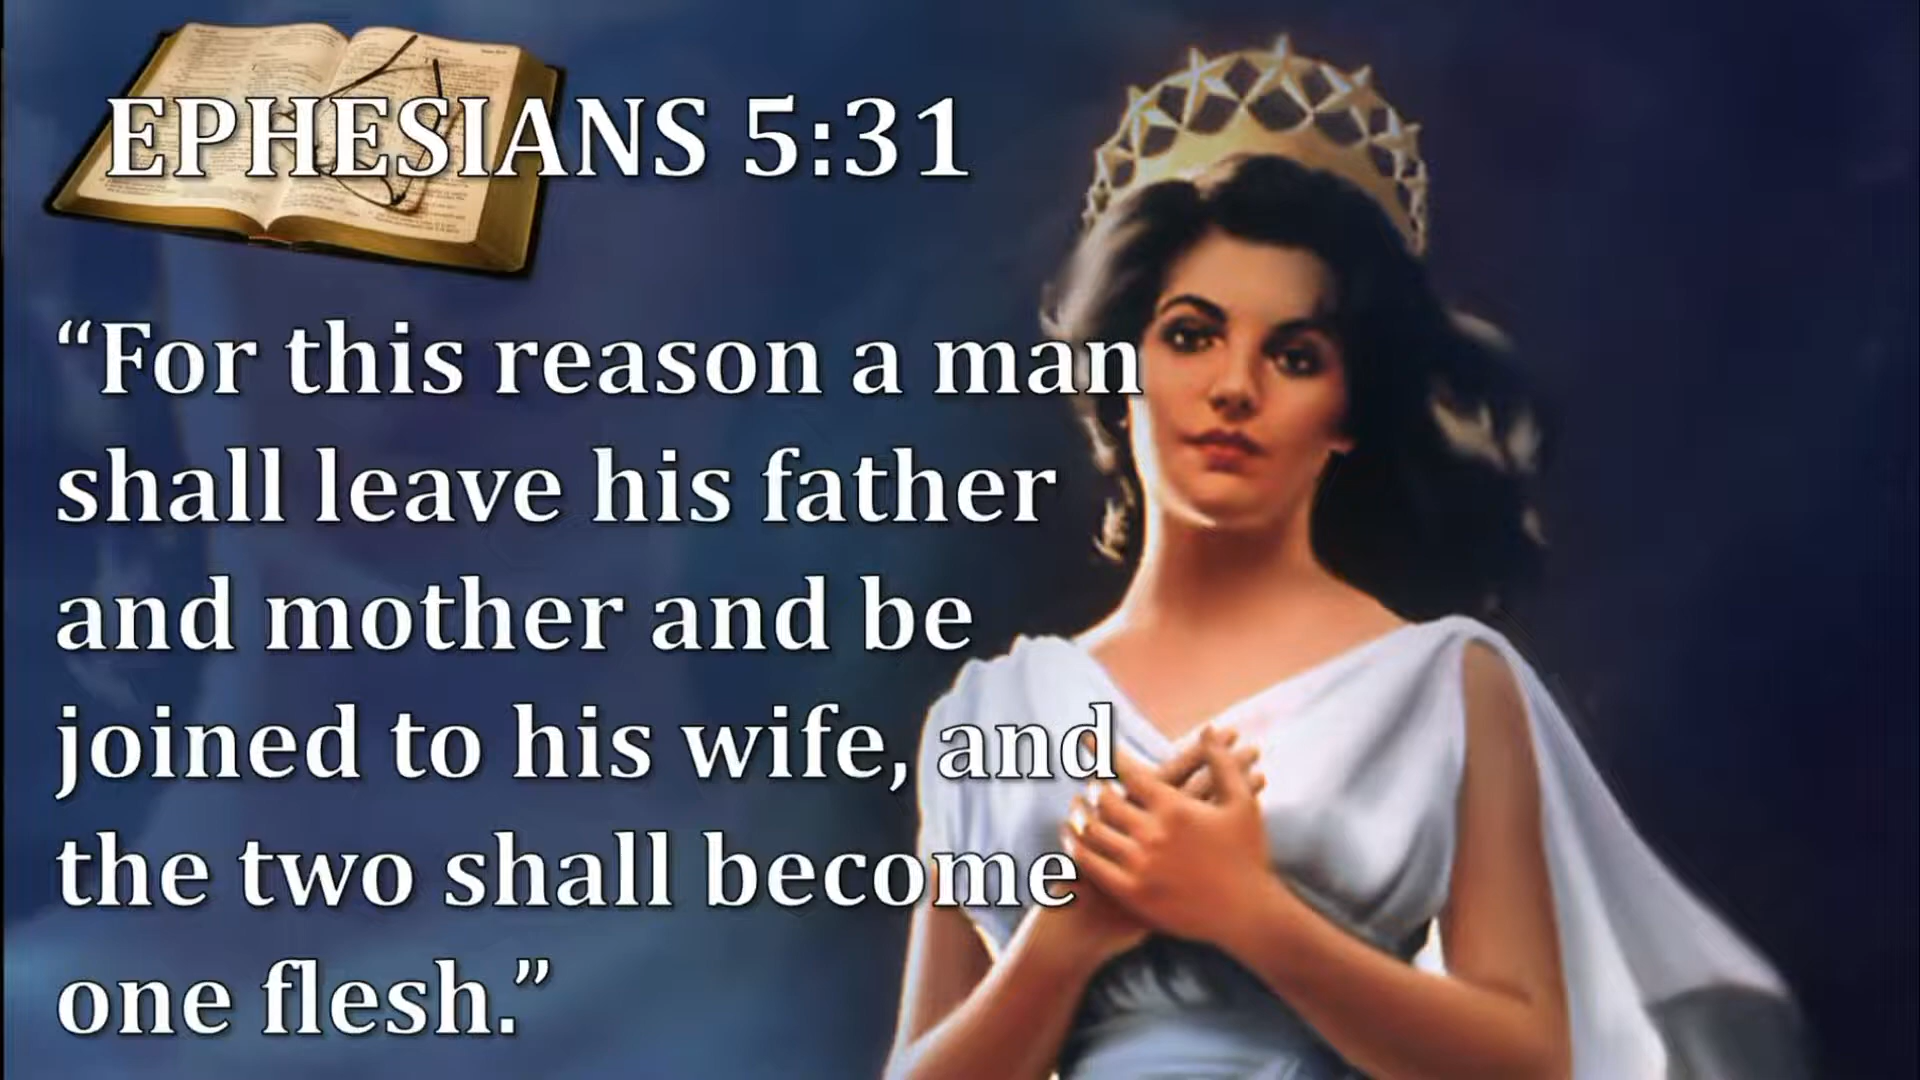 EPHESIANS 5:31
“For this reason a man
shall leave his father
and mother and be
joined to his wife, and
the two shall become
one flesh.”